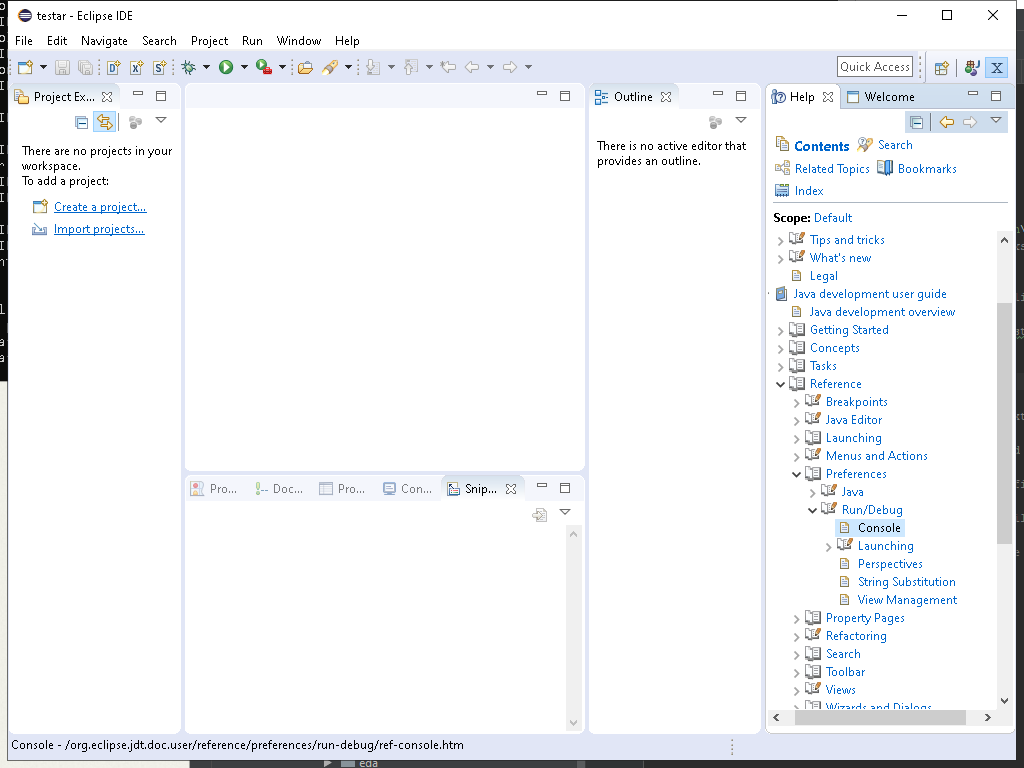 testar - Eclipse IDE
File Edit Navigate Search Project Run Window Help
Quick Access
Project Ex...
There are no projects in your
workspace.
To add a project:
Create a project...
Import projects...
Outline
There is no active editor that
provides an outline.
Pro... Doc... Pro... Con... Snip...
Help Welcome
Contents Search
Related Topics Bookmarks
Index
Scope: Default
Tips and tricks
What's new
Legal
Java development user guide
Java development overview
Getting Started
Concepts
Tasks
Reference
Breakpoints
Java Editor
Launching
Menus and Actions
Preferences
Java
Run/Debug
Console
Launching
Perspectives
String Substitution
View Management
Property Pages
Refactoring
Search
Toolbar
Views
Wizards and Dialogs
Console - /org.eclipse.jdt.doc.user/reference/preferences/run-debug/ref-console.htm
eda